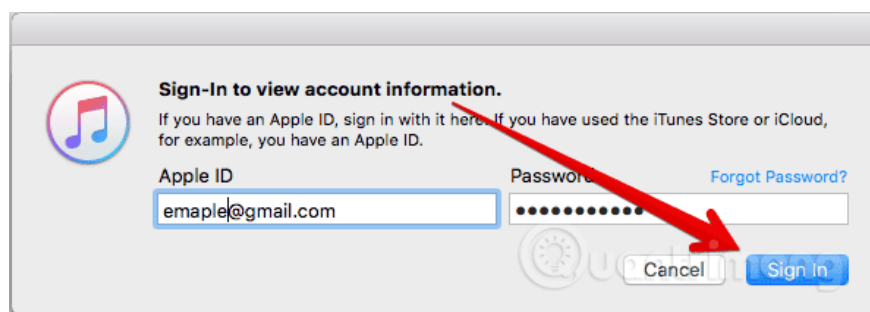 Sign-In to view account information.
If you have an Apple ID, sign in with it here. If you have used the iTunes Store or iCloud,
for example, you have an Apple ID.
Apple ID
Password
Forgot Password?
emaple@gmail.com
Quantrimang
Cancel
Sign In